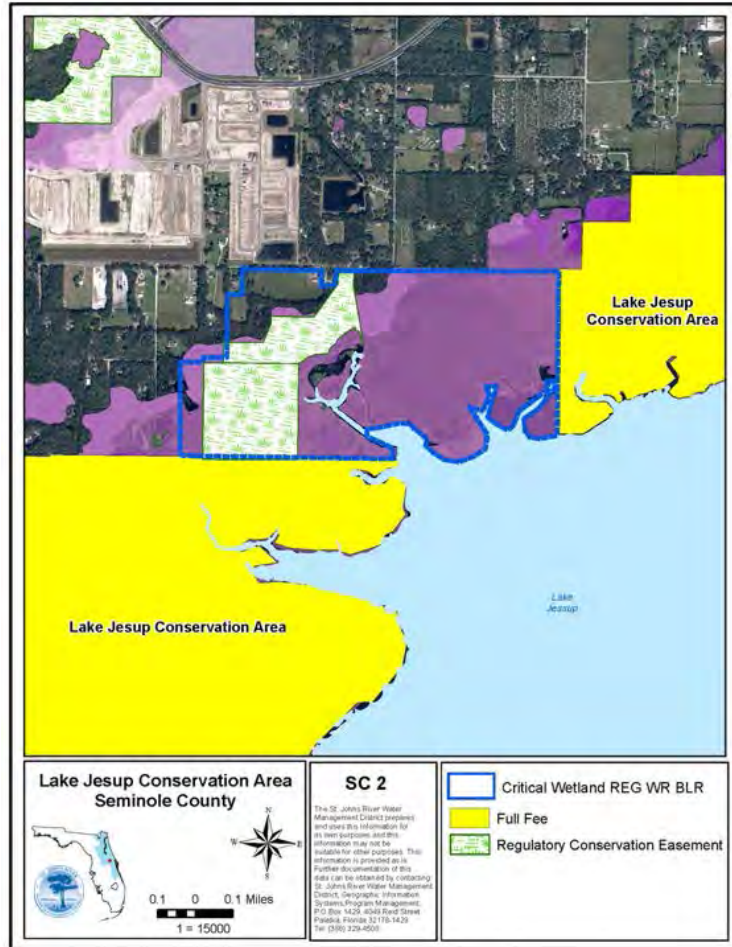 Lake Jesup
Conservation Area
Lake
Jessup
Lake Jesup Conservation Area
Lake Jesup Conservation Area
Seminole County
N
W
E
S
0.1 0 0.1 Miles
1 = 15000
SC 2
The St. Johns River Water
Management District prepares
and uses this information for
its own purposes and this
information may not be
suitable for other purposes. This
information is provided as is.
Further documentation of this
data can be obtained by contacting:
St. Johns River Water Management
District, Geographic Information
Systems, Program Management,
P.O. Box 1429, 4049 Reid Street
Palatka, Florida 32178-1429
Tel: (386) 329-4500
Critical Wetland REG WR BLR
Full Fee
Regulatory Conservation Easement